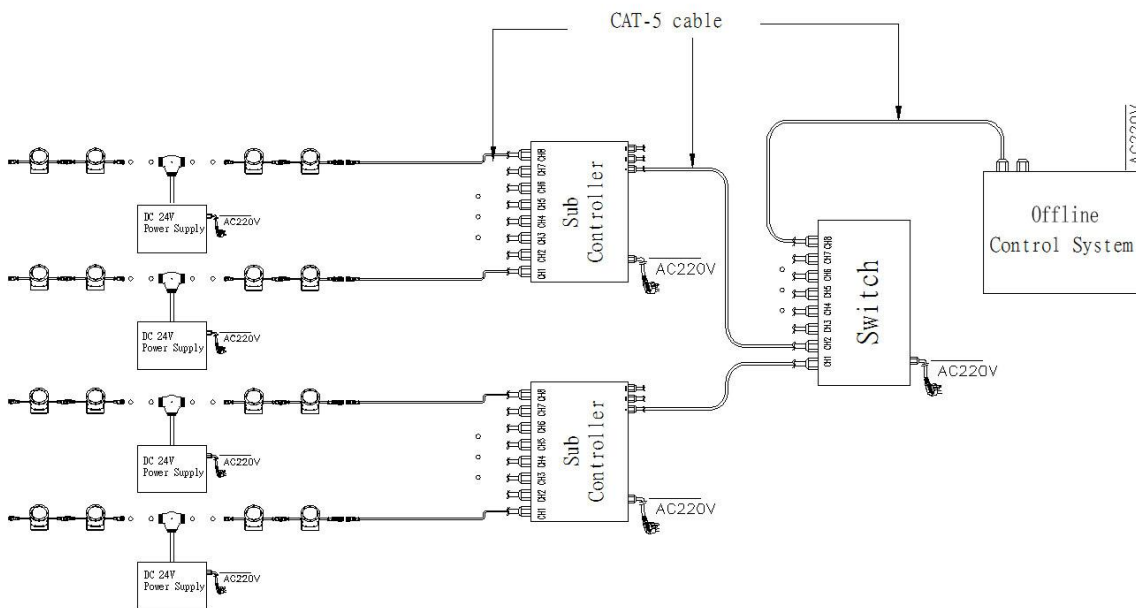 CAT-5 cable
AC220V
Offline
Control System
CH8
CH7
CH6
CH5
CH4
CH3
CH2
CH1
Sub
Controller
AC220V
DC 24V
Power Supply
AC220V
DC 24V
Power Supply
AC220V
CH8
CH7
CH6
CH5
CH4
CH3
CH2
CH1
Switch
AC220V
CH8
CH7
CH6
CH5
CH4
CH3
CH2
CH1
Sub
Controller
AC220V
DC 24V
Power Supply
AC220V
DC 24V
Power Supply
AC220V